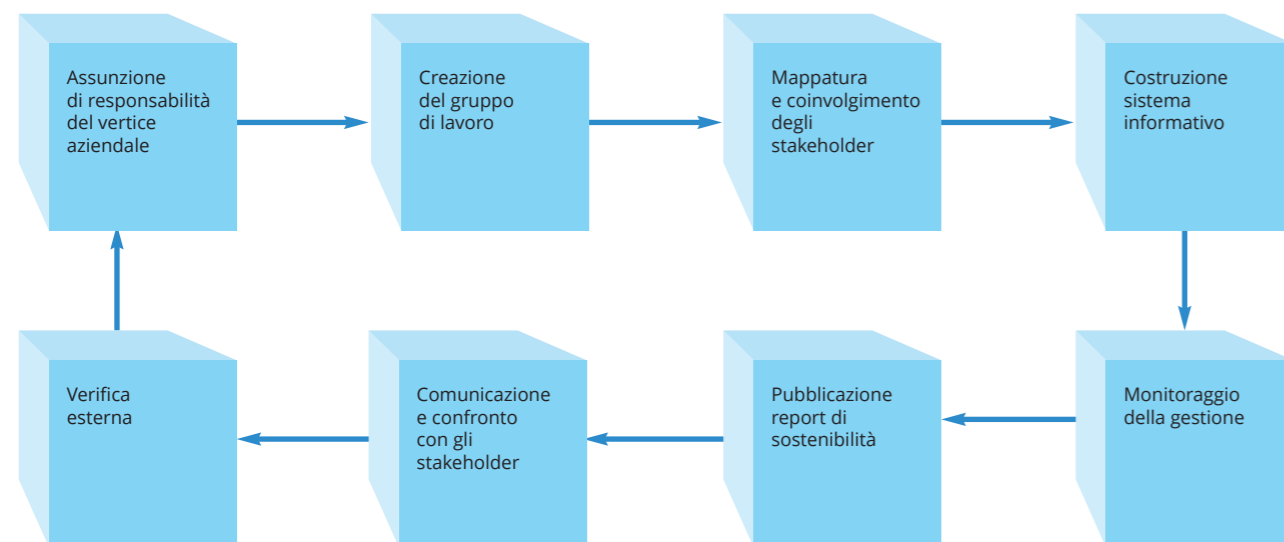 Assunzione
di responsabilità
del vertice
aziendale
Creazione
del gruppo
di lavoro
Mappatura
e coinvolgimento
degli
stakeholder
Costruzione
sistema
informativo
Monitoraggio
della gestione
Pubblicazione
report di
sostenibilità
Comunicazione
e confronto
con gli
stakeholder
Verifica
esterna